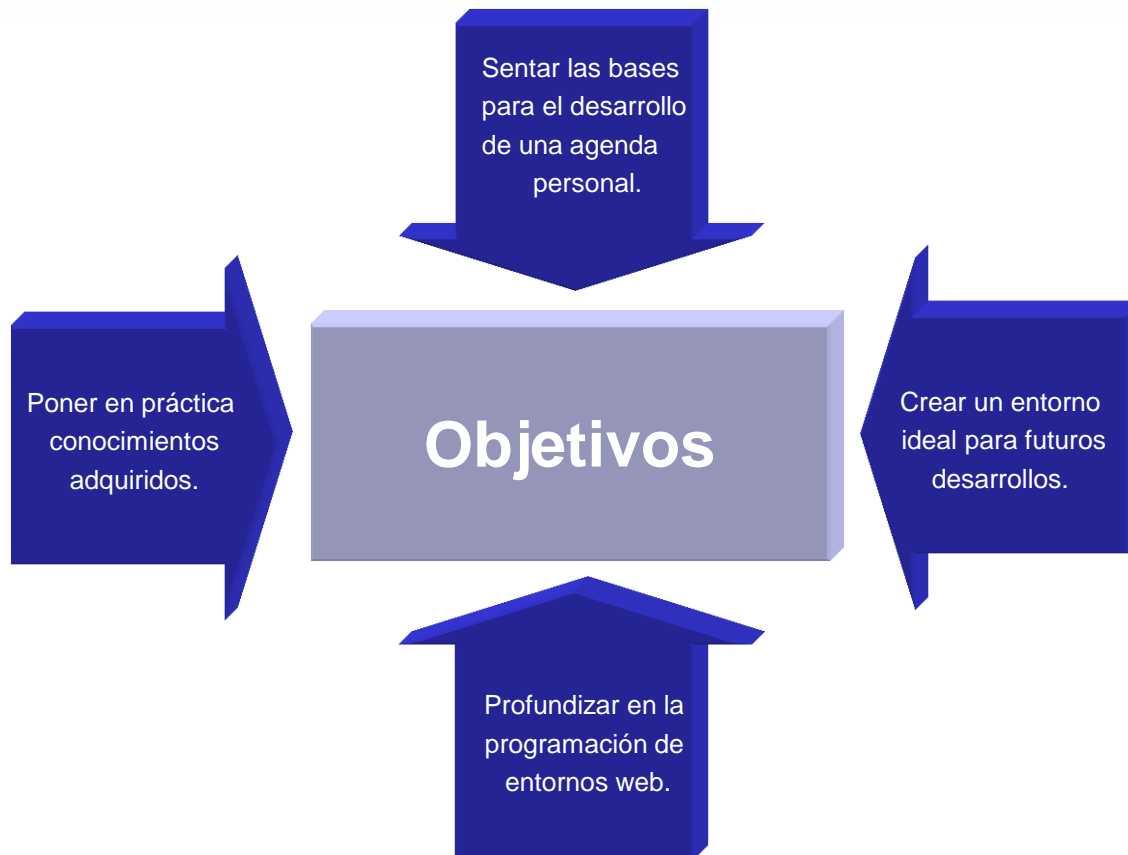 Sentar las bases
para el desarrollo
de una agenda
personal.
Poner en práctica
conocimientos
adquiridos.
Objetivos
Crear un entorno
ideal para futuros
desarrollos.
Profundizar en la
programación de
entornos web.